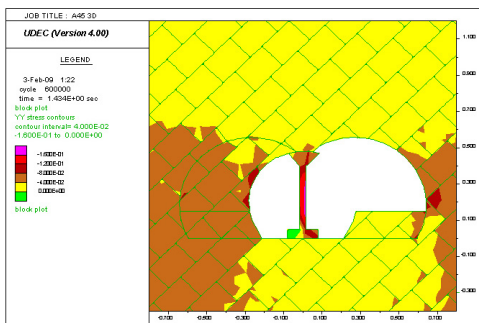 JOB TITLE : A45 3D
UDEC (Version 4.00)
LEGEND
3-Feb-09 1:22
cycle 600000
time = 1.434E+00 sec
block plot
YY stress contours
contour interval= 4.000E-02
-1.600E-01 to 0.000E+00
-1.600E-01
-1.200E-01
-8.000E-02
-4.000E-02
0.000E+00
block plot
1.100
0.900
0.700
0.500
0.300
0.100
-0.100
-0.300
-0.700 -0.500 -0.300 -0.100 0.100 0.300 0.500 0.700